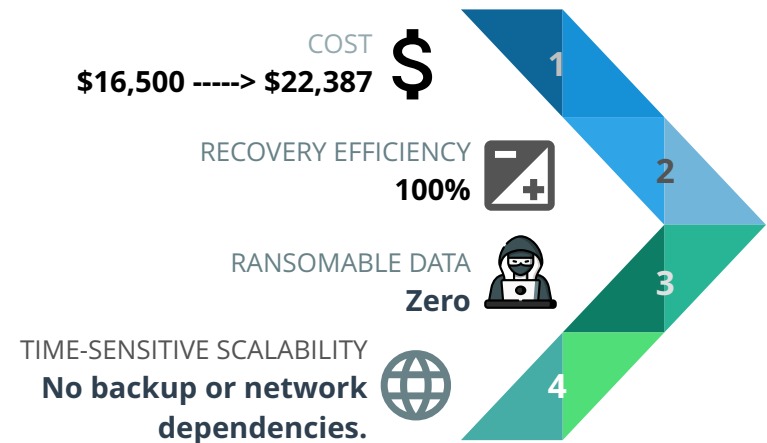 COST
$16,500 -----> $22,387
$
1
RECOVERY EFFICIENCY
100%
2
RANSOMABLE DATA
Zero
3
TIME-SENSITIVE SCALABILITY
No backup or network
dependencies.
4